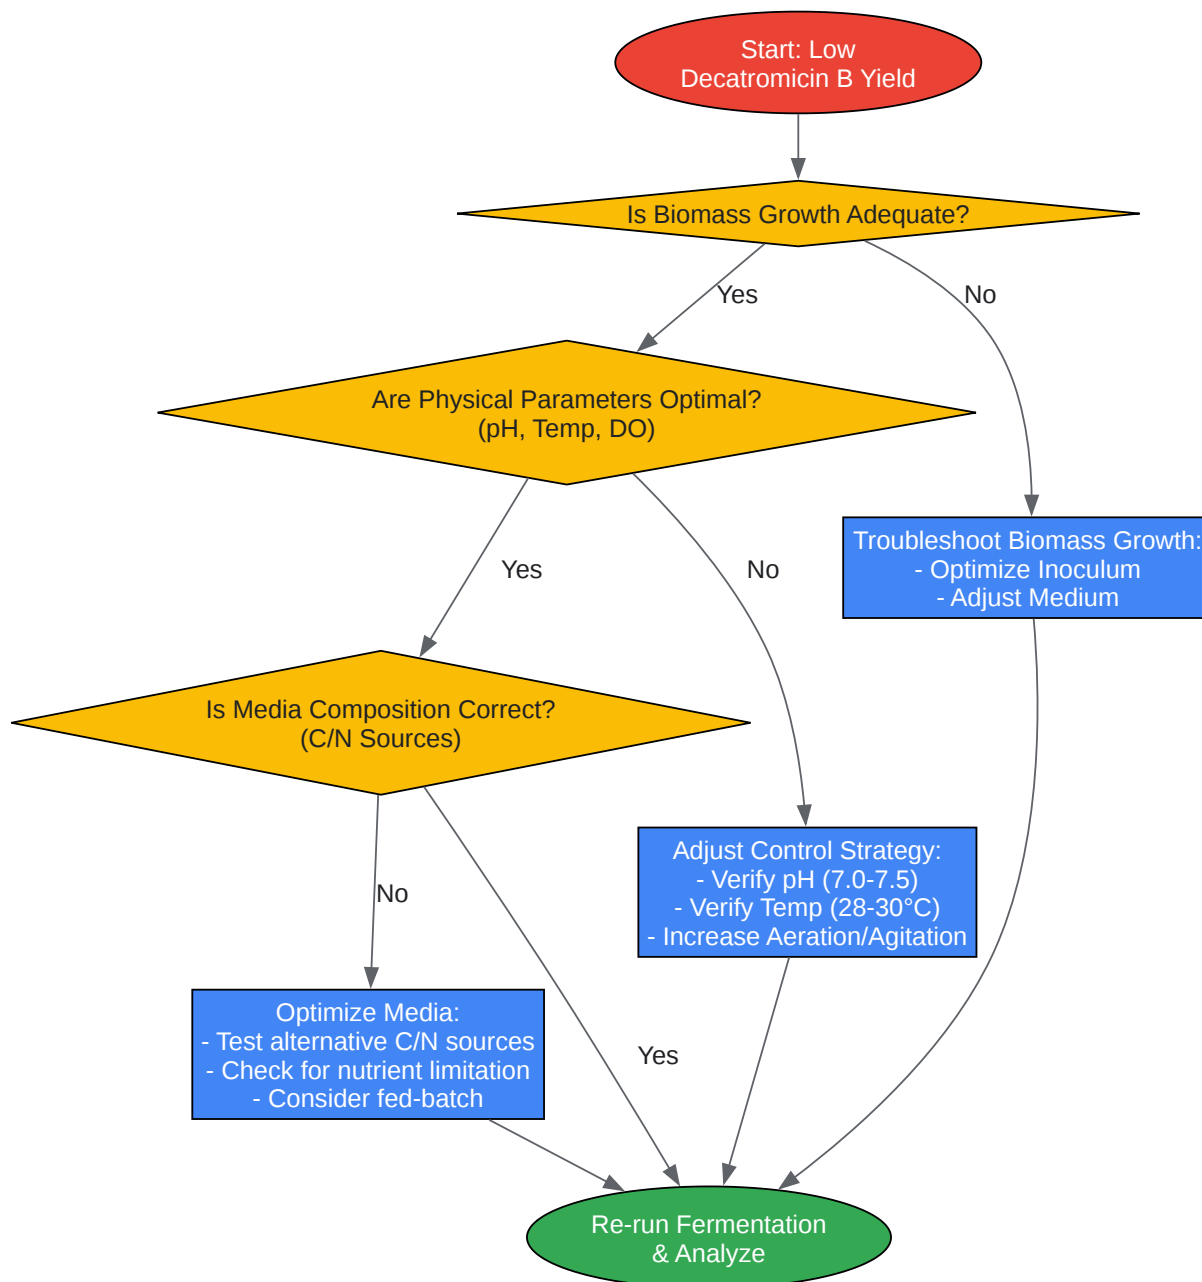 Start: Low
Decatromicin B Yield
Is Biomass Growth Adequate?
Yes
No
Are Physical Parameters Optimal?
(pH, Temp, DO)
Yes
No
Troubleshoot Biomass Growth:
- Optimize Inoculum
- Adjust Medium
Is Media Composition Correct?
(C/N Sources)
No
Yes
Adjust Control Strategy:
- Verify pH (7.0-7.5)
- Verify Temp (28-30°C)
- Increase Aeration/Agitation
Optimize Media:
- Test alternative C/N sources
- Check for nutrient limitation
- Consider fed-batch
Re-run Fermentation
& Analyze